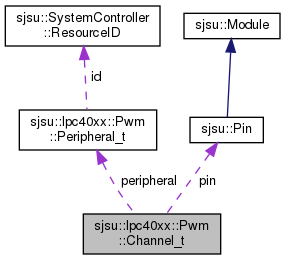 sjsu::SystemController
::ResourceID
sjsu::Module
id
sjsu::lpc40xx::Pwm
::Peripheral_t
sjsu::Pin
peripheral
pin
sjsu::lpc40xx::Pwm
::Channel_t